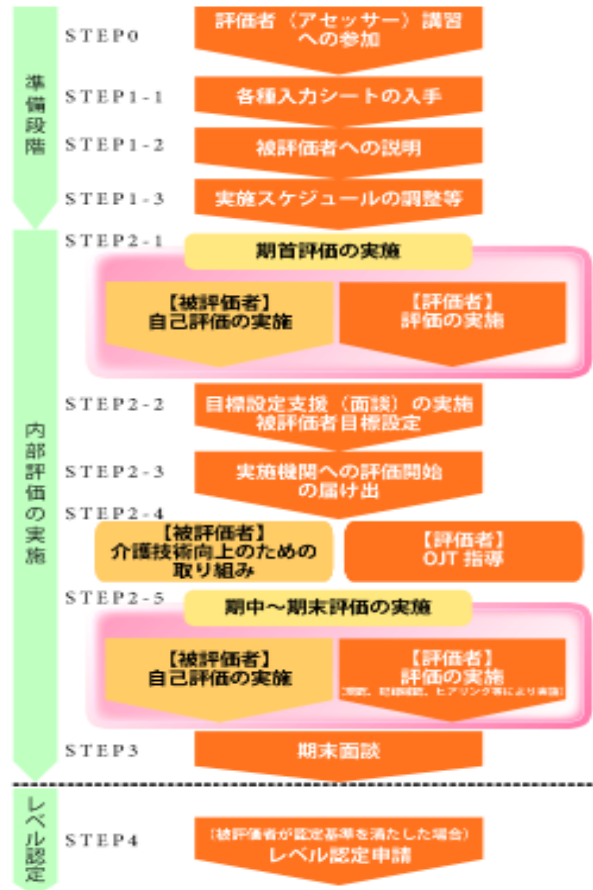 準備段階
STEP0
評価者（アセッサー）講習
への参加
STEP1-1
各種入力シートの入手
STEP1-2
被評価者への説明
STEP1-3
実施スケジュールの調整等
内部評価の実施
STEP2-1
期首評価の実施
【被評価者】
自己評価の実施
【評価者】
評価の実施
STEP2-2
目標設定支援（面談）の実施
被評価者目標設定
STEP2-3
実施機関への評価開始
の届け出
STEP2-4
【被評価者】
介護技術向上のための
取り組み
【評価者】
OJT 指導
STEP2-5
期中～期末評価の実施
【被評価者】
自己評価の実施
【評価者】
評価の実施
ヒアリング等により実施）
STEP3
期末面談
レベル認定
STEP4
（被評価者が認定基準を満たした場合）
レベル認定申請